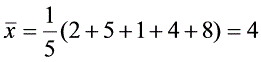 x̅ = 1/5 (2 + 5 + 1 + 4 + 8) = 4